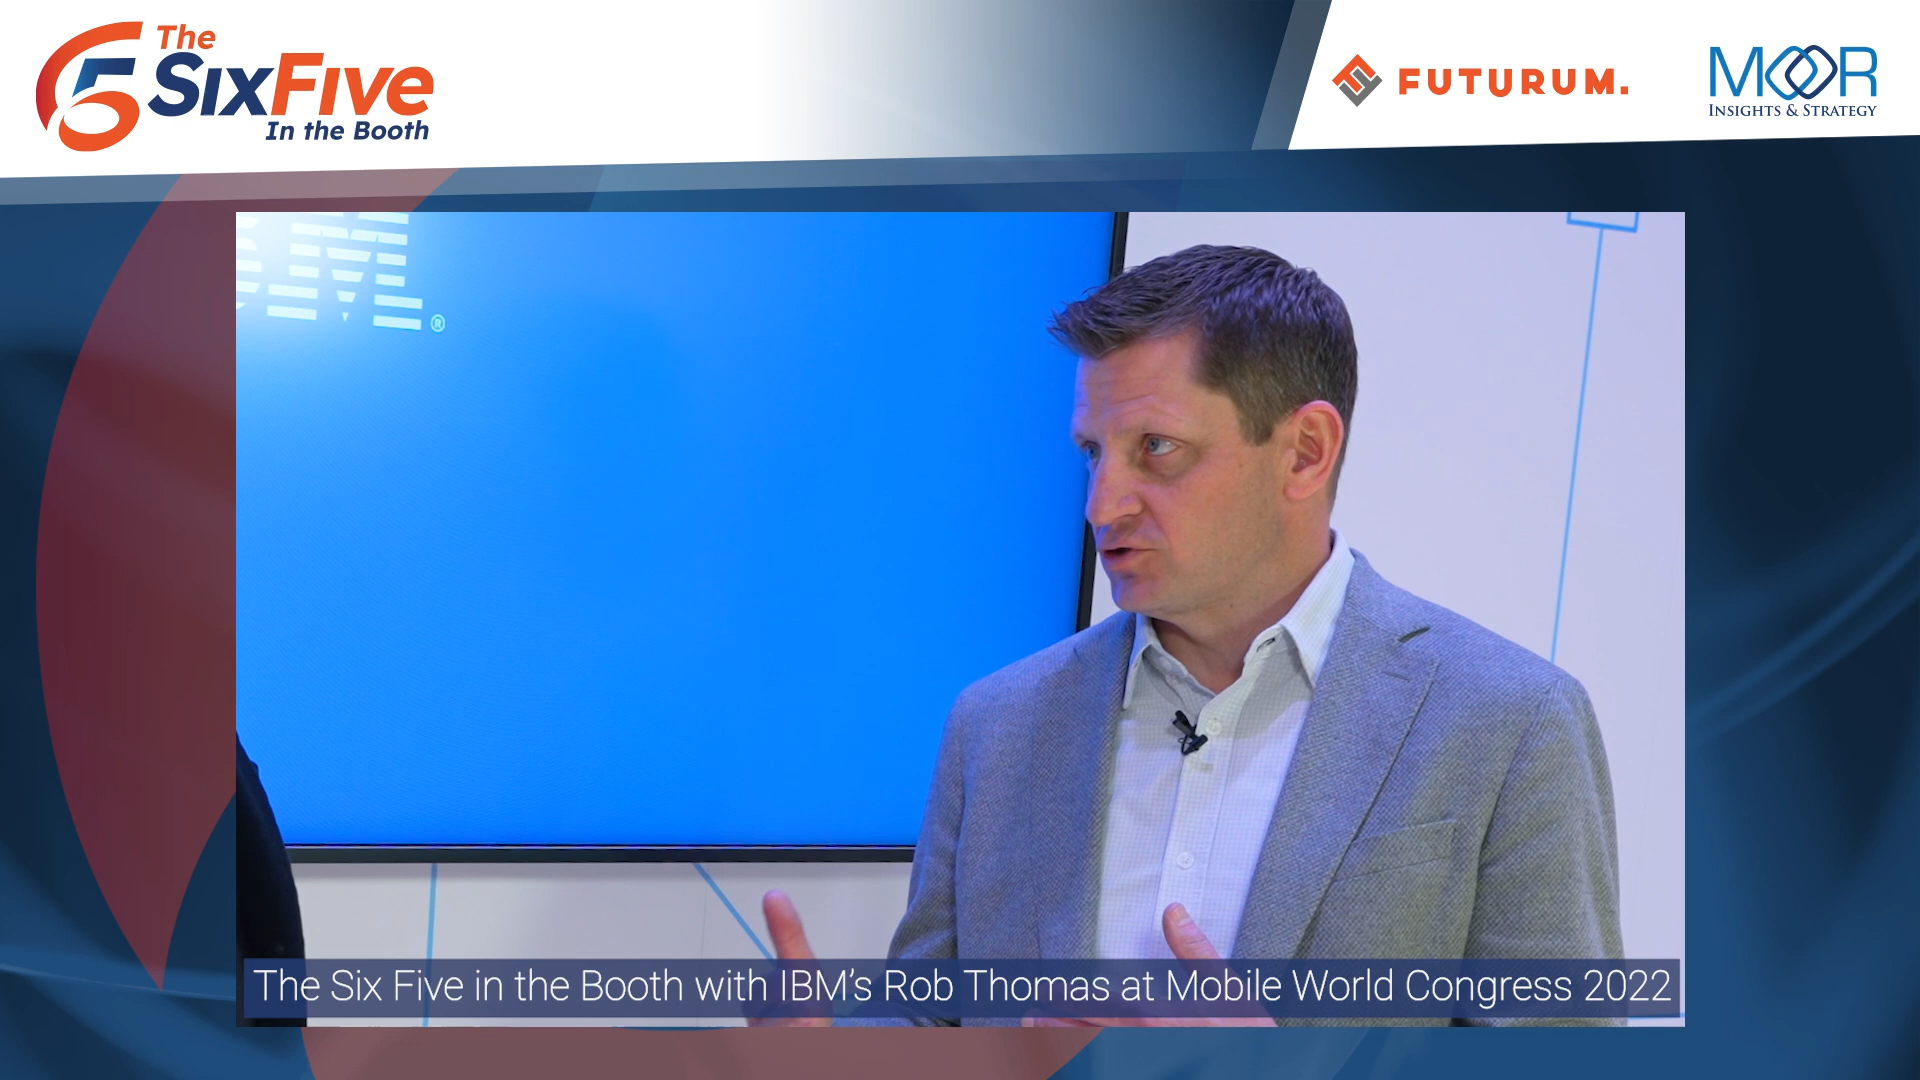 The
SixFive
In the Booth
FUTURUM.
MOOR
INSIGHTS & STRATEGY
BM®
The Six Five in the Booth with IBM's Rob Thomas at Mobile World Congress 2022